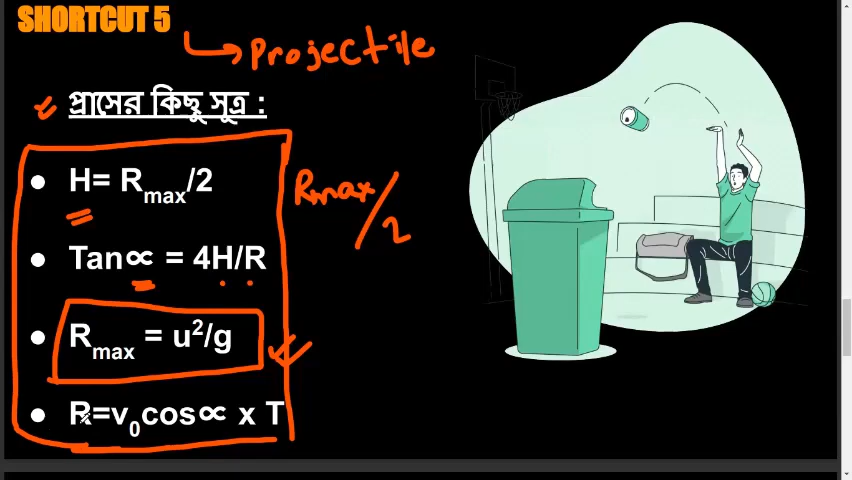 SHORTCUT 5
Projectile
প্রাসের কিছু সূত্র :
● H= Rmax/2
Rmax/2
● Tan∝ = 4H/R
● Rmax = u²/g
● R=v₀cos∝ x T